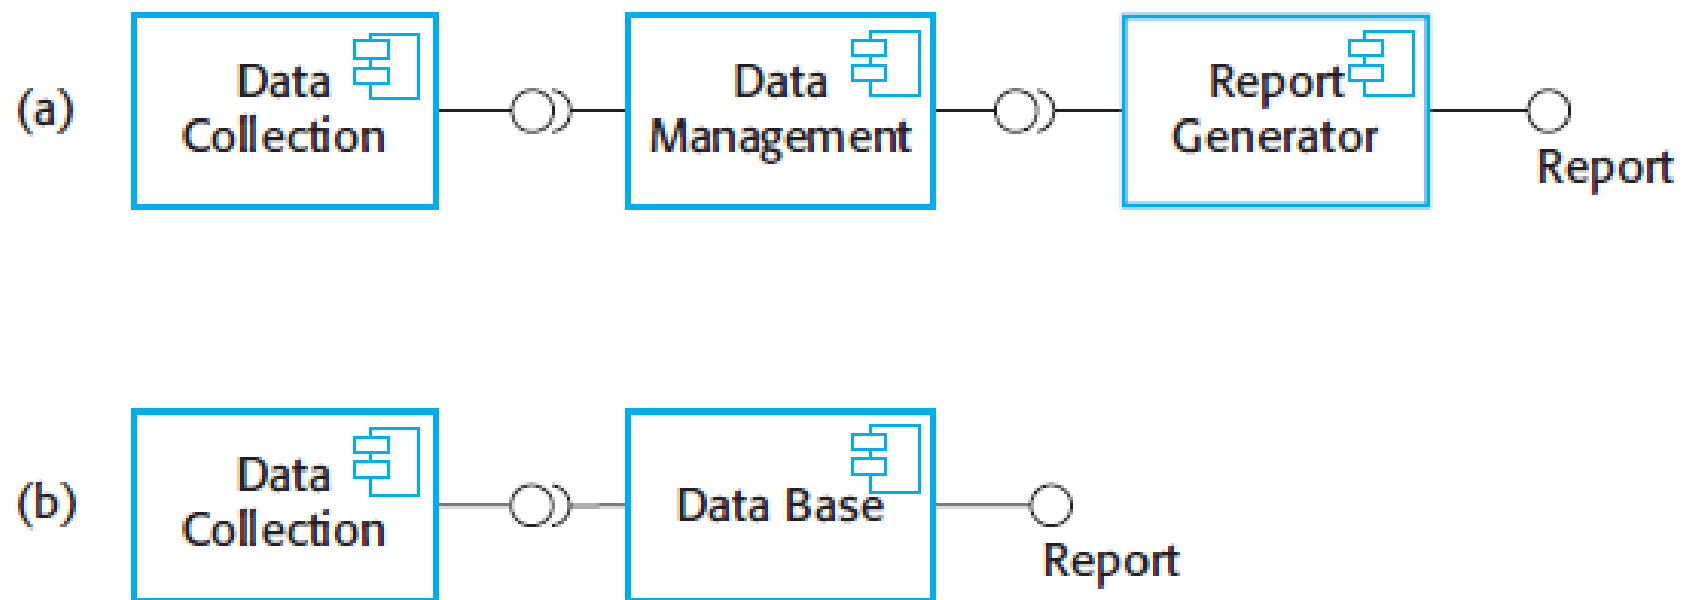 (a)
Data
Collection
Data
Management
Report
Generator
Report
(b)
Data
Collection
Data Base
Report